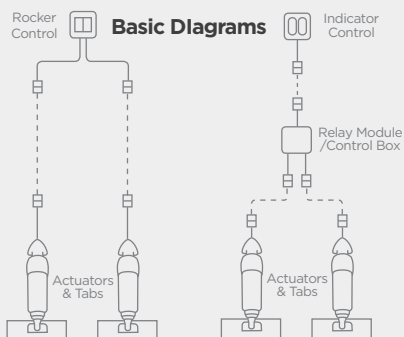 Rocker
Control
Basic Diagrams
Indicator
Control
Relay Module
/Control Box
Actuators
& Tabs
Actuators
& Tabs